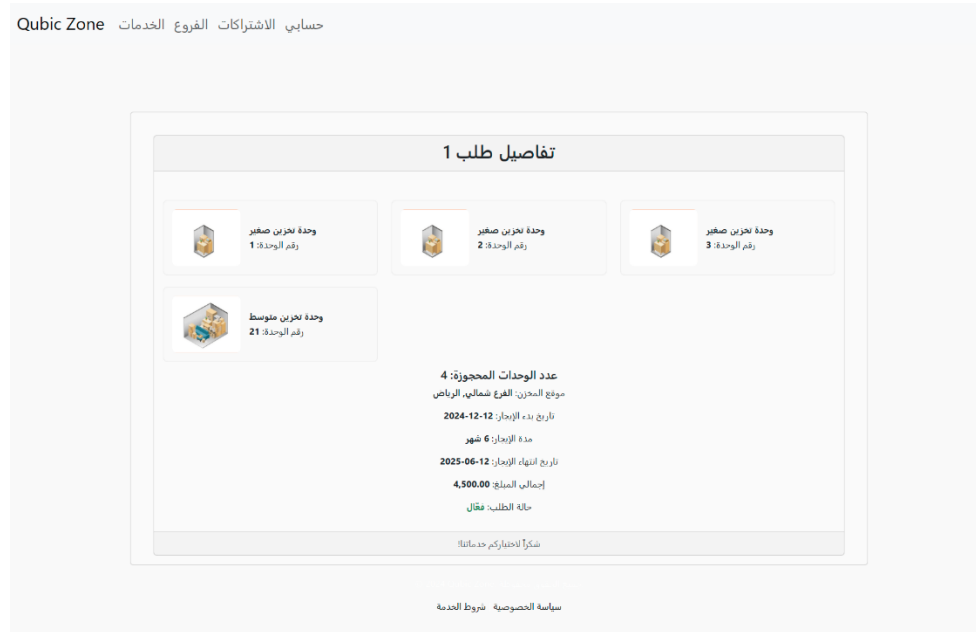 Qubic Zone الخدمات الفروع الاشتراكات حسابي
تفاصيل طلب 1
وحدة تخزين صغير
رقم الوحدة: 1
وحدة تخزين صغير
رقم الوحدة: 2
وحدة تخزين صغير
رقم الوحدة: 3
وحدة تخزين متوسط
رقم الوحدة: 21
عدد الوحدات المحجوزة: 4
موقع المخزن: الفرع شمالي, الرياض
تاريخ بدء الإيجار: 12-12-2024
مدة الإيجار: 6 شهر
تاريخ انتهاء الإيجار: 12-06-2025
إجمالي المبلغ: 4,500.00
حالة الطلب: فعّال
شكراً لاختياركم خدماتنا!
سياسة الخصوصية شروط الخدمة